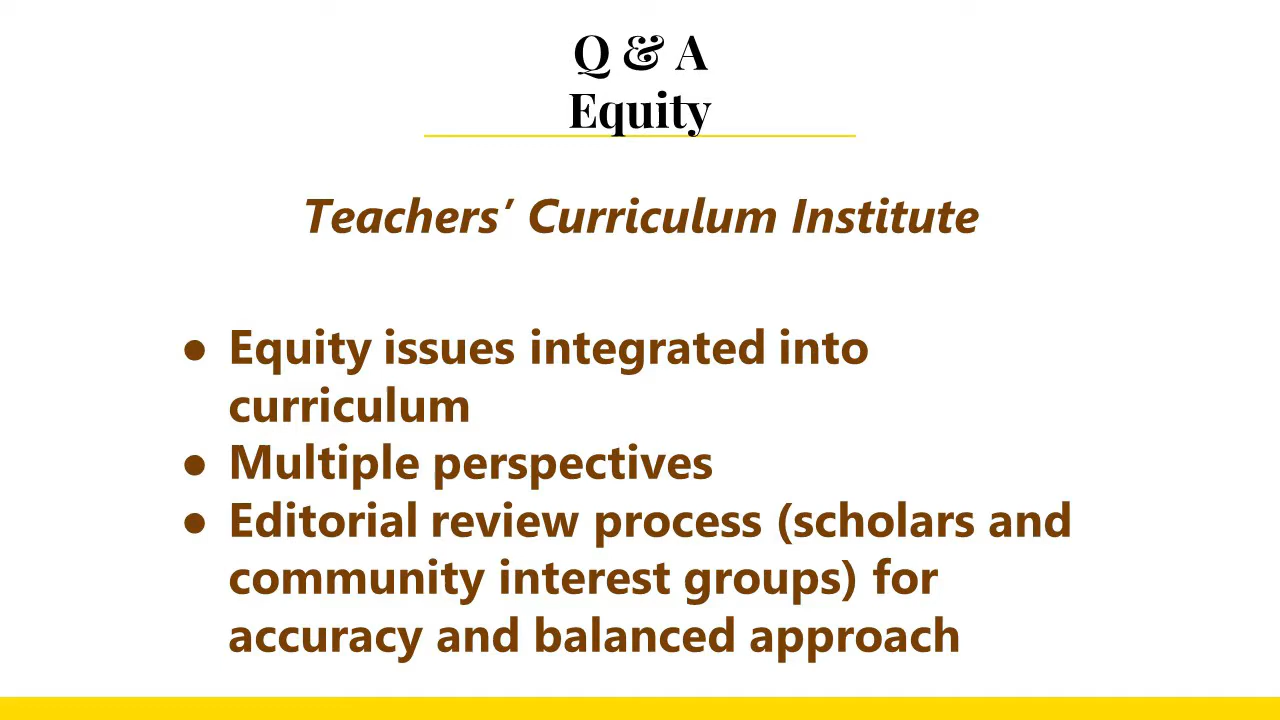 Q & A
Equity
Teachers’ Curriculum Institute
● Equity issues integrated into
curriculum
● Multiple perspectives
● Editorial review process (scholars and
community interest groups) for
accuracy and balanced approach